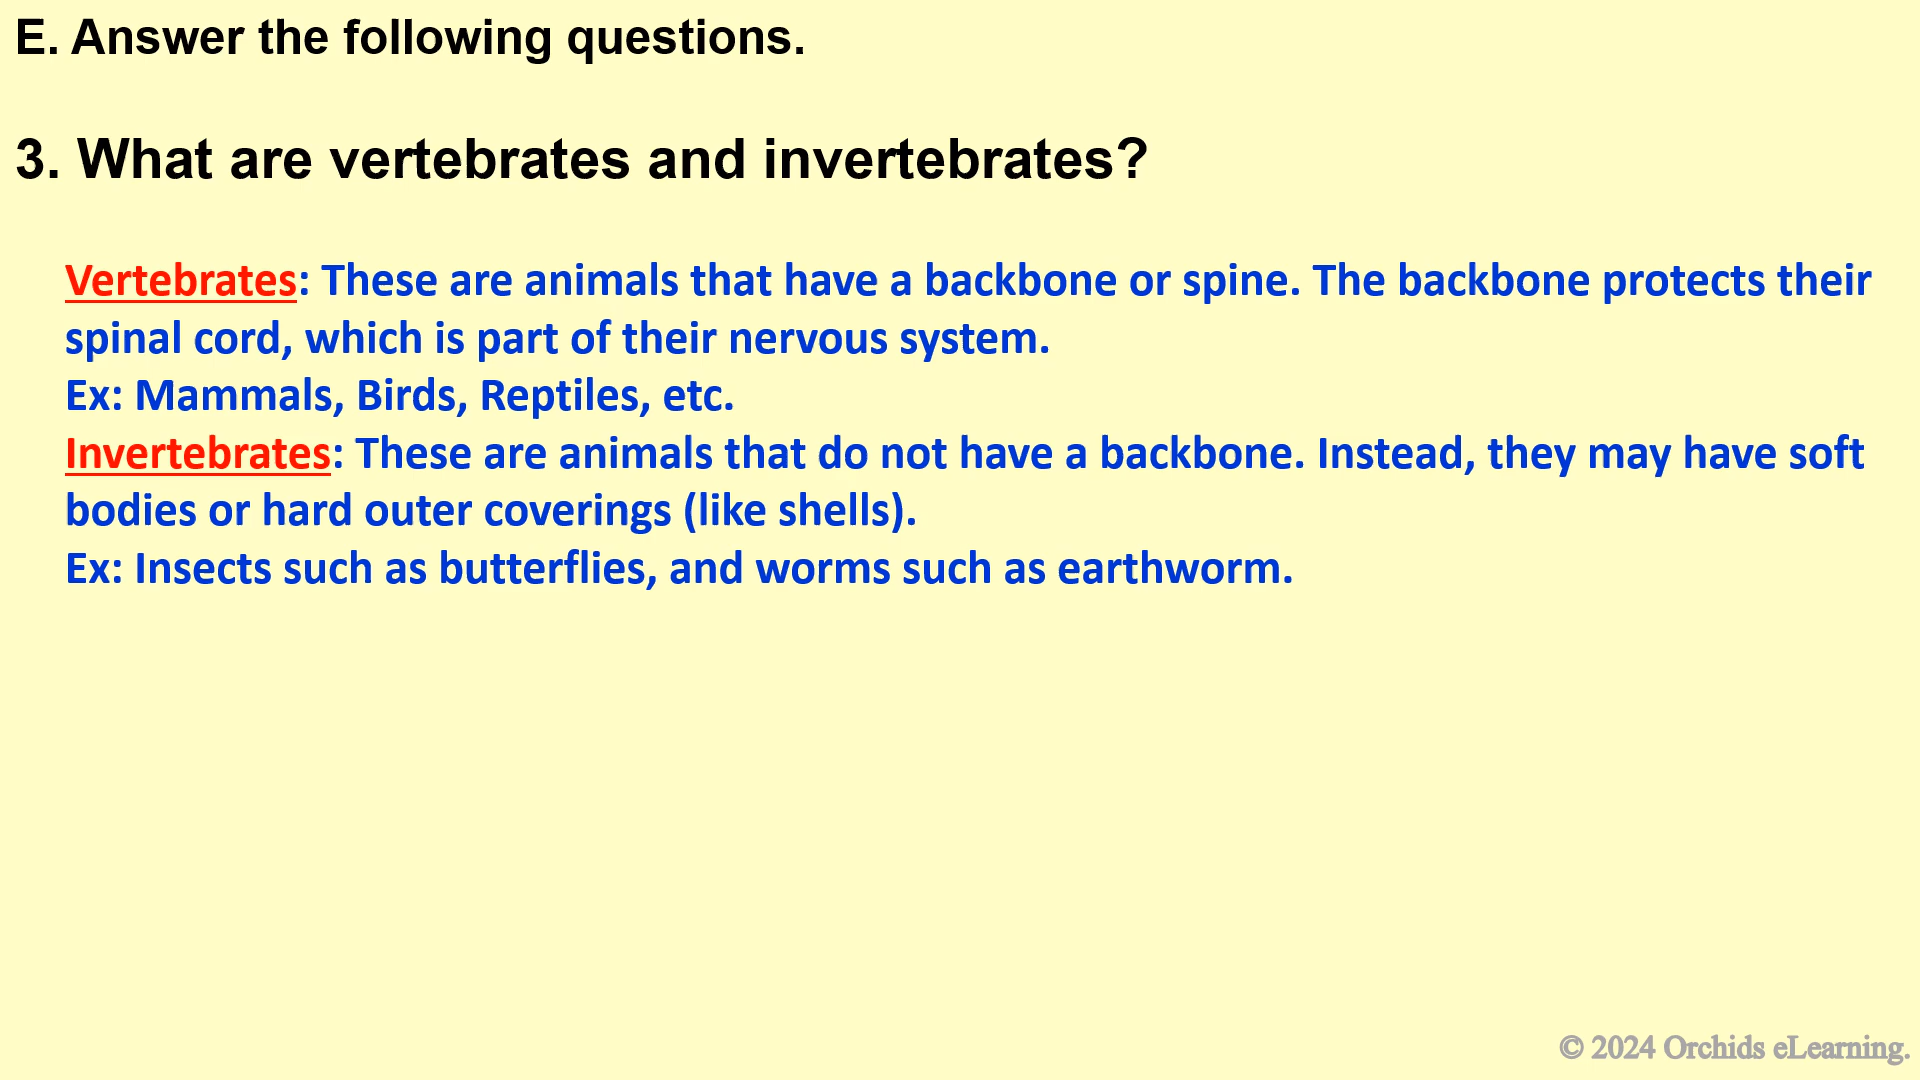 E. Answer the following questions.
3. What are vertebrates and invertebrates?
Vertebrates: These are animals that have a backbone or spine. The backbone protects their
spinal cord, which is part of their nervous system.
Ex: Mammals, Birds, Reptiles, etc.
Invertebrates: These are animals that do not have a backbone. Instead, they may have soft
bodies or hard outer coverings (like shells).
Ex: Insects such as butterflies, and worms such as earthworm.
© 2024 Orchids eLearning.